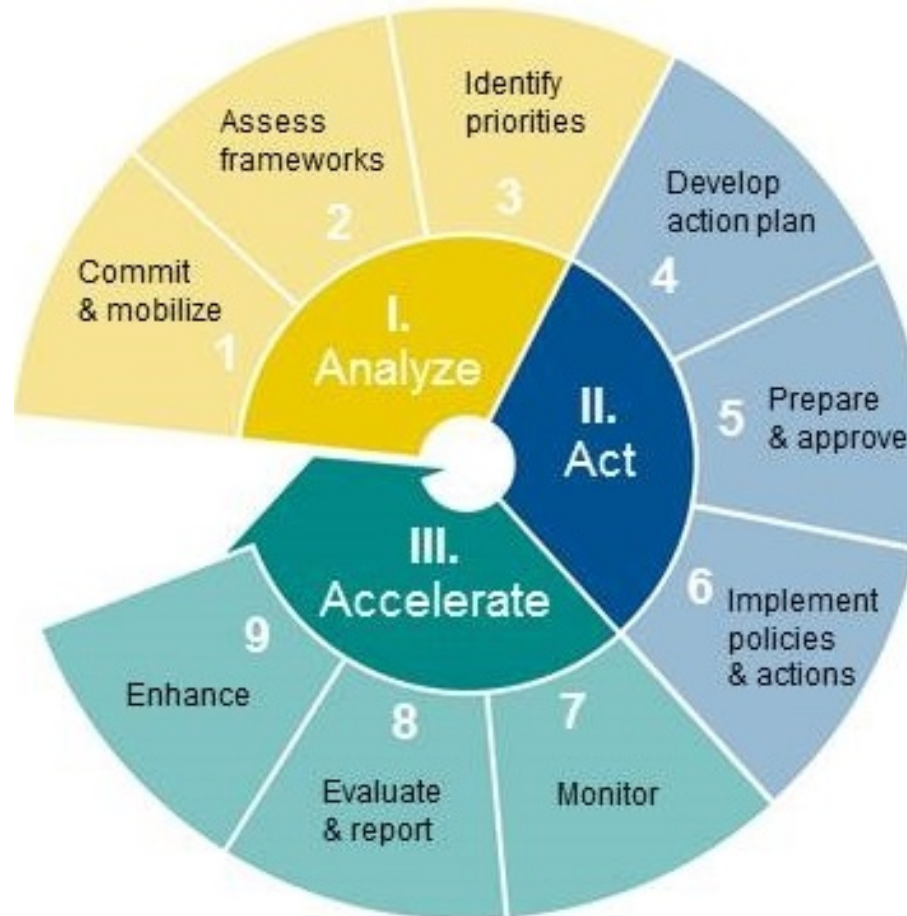 I.
Analyze
1
Commit
& mobilize
2
Assess
frameworks
3
Identify
priorities
II.
Act
4
Develop
action plan
5
Prepare
& approve
6
Implement
policies
& actions
III.
Accelerate
7
Monitor
8
Evaluate
& report
9
Enhance